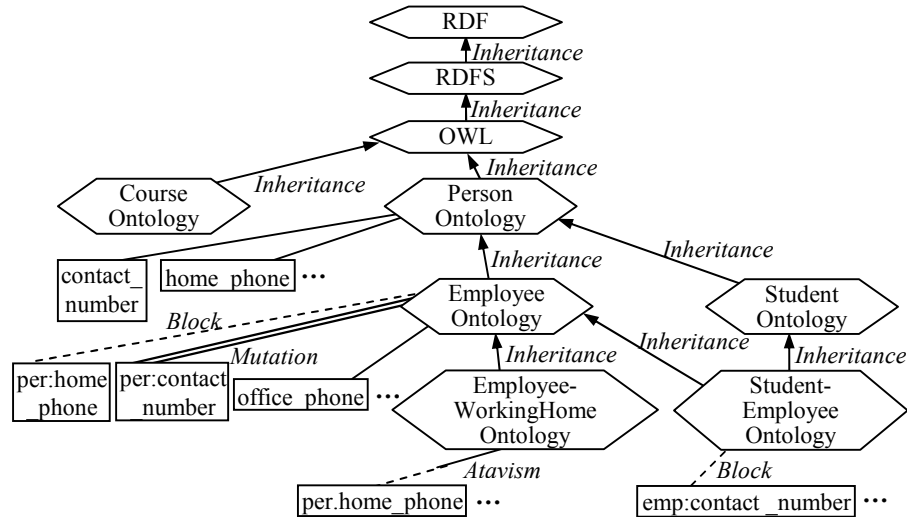 RDF
Inheritance
RDFS
Inheritance
OWL
Inheritance
Inheritance
Course
Ontology
Person
Ontology
contact_
number
home_phone ...
Inheritance
Inheritance
Employee
Ontology
Student
Ontology
Block
Mutation
Inheritance
Inheritance
Inheritance
per:home
_phone
per:contact
_number
office_phone ...
Employee-
WorkingHome
Ontology
Student-
Employee
Ontology
Atavism
Block
per.home_phone ...
emp:contact _number ...